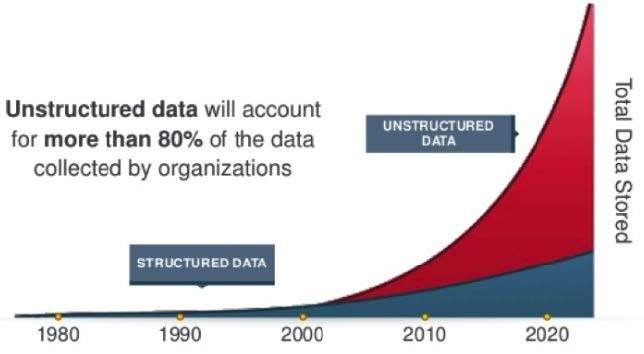 Unstructured data will account
for more than 80% of the data
collected by organizations
UNSTRUCTURED
DATA
STRUCTURED DATA
Total Data Stored
1980 1990 2000 2010 2020